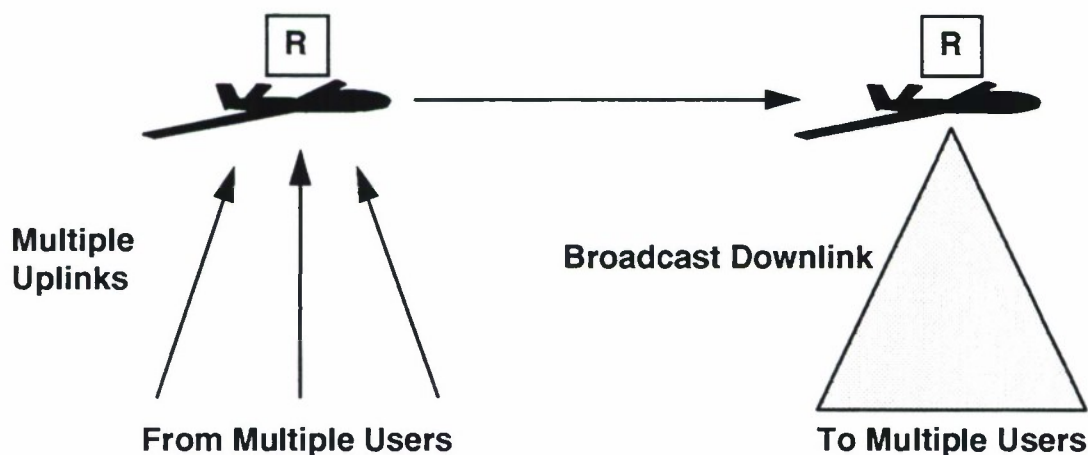 R
R
Multiple
Uplinks
Broadcast Downlink
From Multiple Users
To Multiple Users